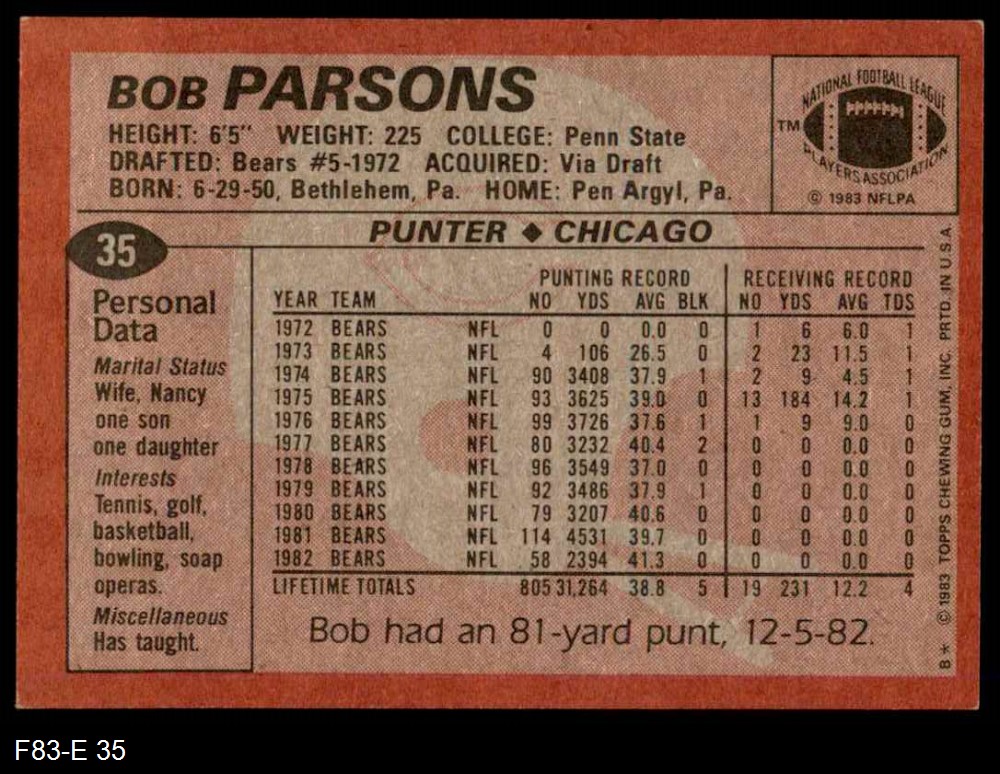 BOB PARSONS
HEIGHT: 6'5" WEIGHT: 225 COLLEGE: Penn State
DRAFTED: Bears #5-1972 ACQUIRED: Via Draft
BORN: 6-29-50, Bethlehem, Pa. HOME: Pen Argyl, Pa.
NATIONAL FOOTBALL LEAGUE
TM
PLAYERS ASSOCIATION
© 1983 NFLPA
35
PUNTER ♦ CHICAGO
Personal
Data
Marital Status
Wife, Nancy
one son
one daughter
Interests
Tennis, golf,
basketball,
bowling, soap
operas.
Miscellaneous
Has taught.
PUNTING RECORD RECEIVING RECORD
YEAR TEAM NO YDS AVG BLK NO YDS AVG TDS
1972 BEARS NFL 0 0 0.0 0 1 6 6.0 1
1973 BEARS NFL 4 106 26.5 0 2 23 11.5 1
1974 BEARS NFL 90 3408 37.9 1 2 9 4.5 1
1975 BEARS NFL 93 3625 39.0 0 13 184 14.2 1
1976 BEARS NFL 99 3726 37.6 1 1 9 9.0 0
1977 BEARS NFL 80 3232 40.4 2 0 0 0.0 0
1978 BEARS NFL 96 3549 37.0 0 0 0 0.0 0
1979 BEARS NFL 92 3486 37.9 1 0 0 0.0 0
1980 BEARS NFL 79 3207 40.6 0 0 0 0.0 0
1981 BEARS NFL 114 4531 39.7 0 0 0 0.0 0
1982 BEARS NFL 58 2394 41.3 0 0 0 0.0 0
LIFETIME TOTALS 805 31,264 38.8 5 19 231 12.2 4
Bob had an 81-yard punt, 12-5-82.
B* © 1983 TOPPS CHEWING GUM, INC. PRTD. IN U.S.A.
F83-E 35